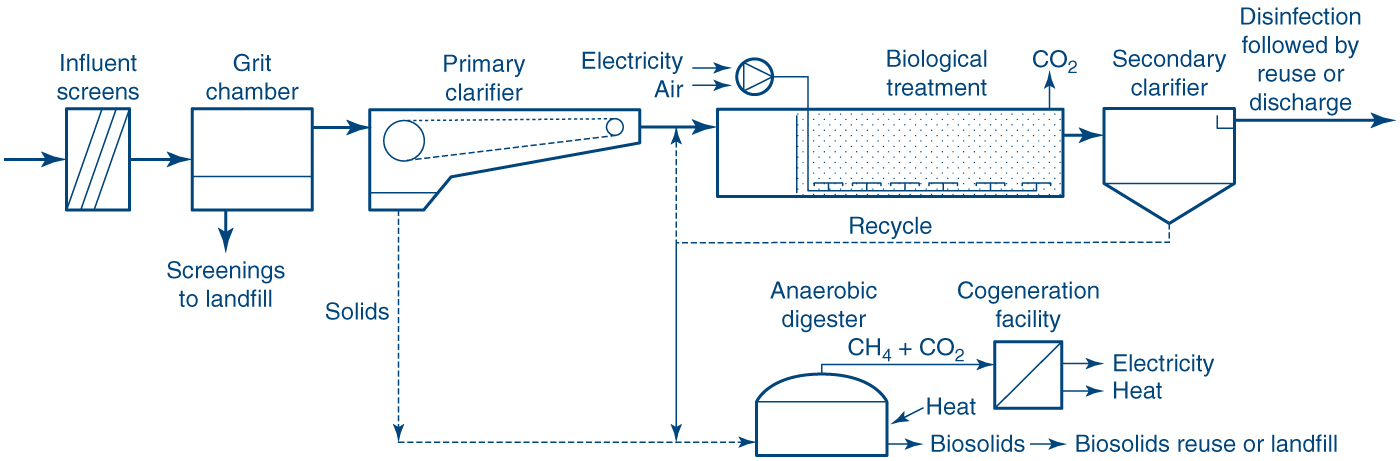 Influent
screens
Grit
chamber
Primary
clarifier
Electricity
Air
Biological
treatment
CO₂
Secondary
clarifier
Disinfection
followed by
reuse or
discharge
Screenings
to landfill
Solids
Recycle
Anaerobic
digester
Cogeneration
facility
CH₄ + CO₂
Electricity
Heat
Heat
Biosolids
Biosolids reuse or landfill